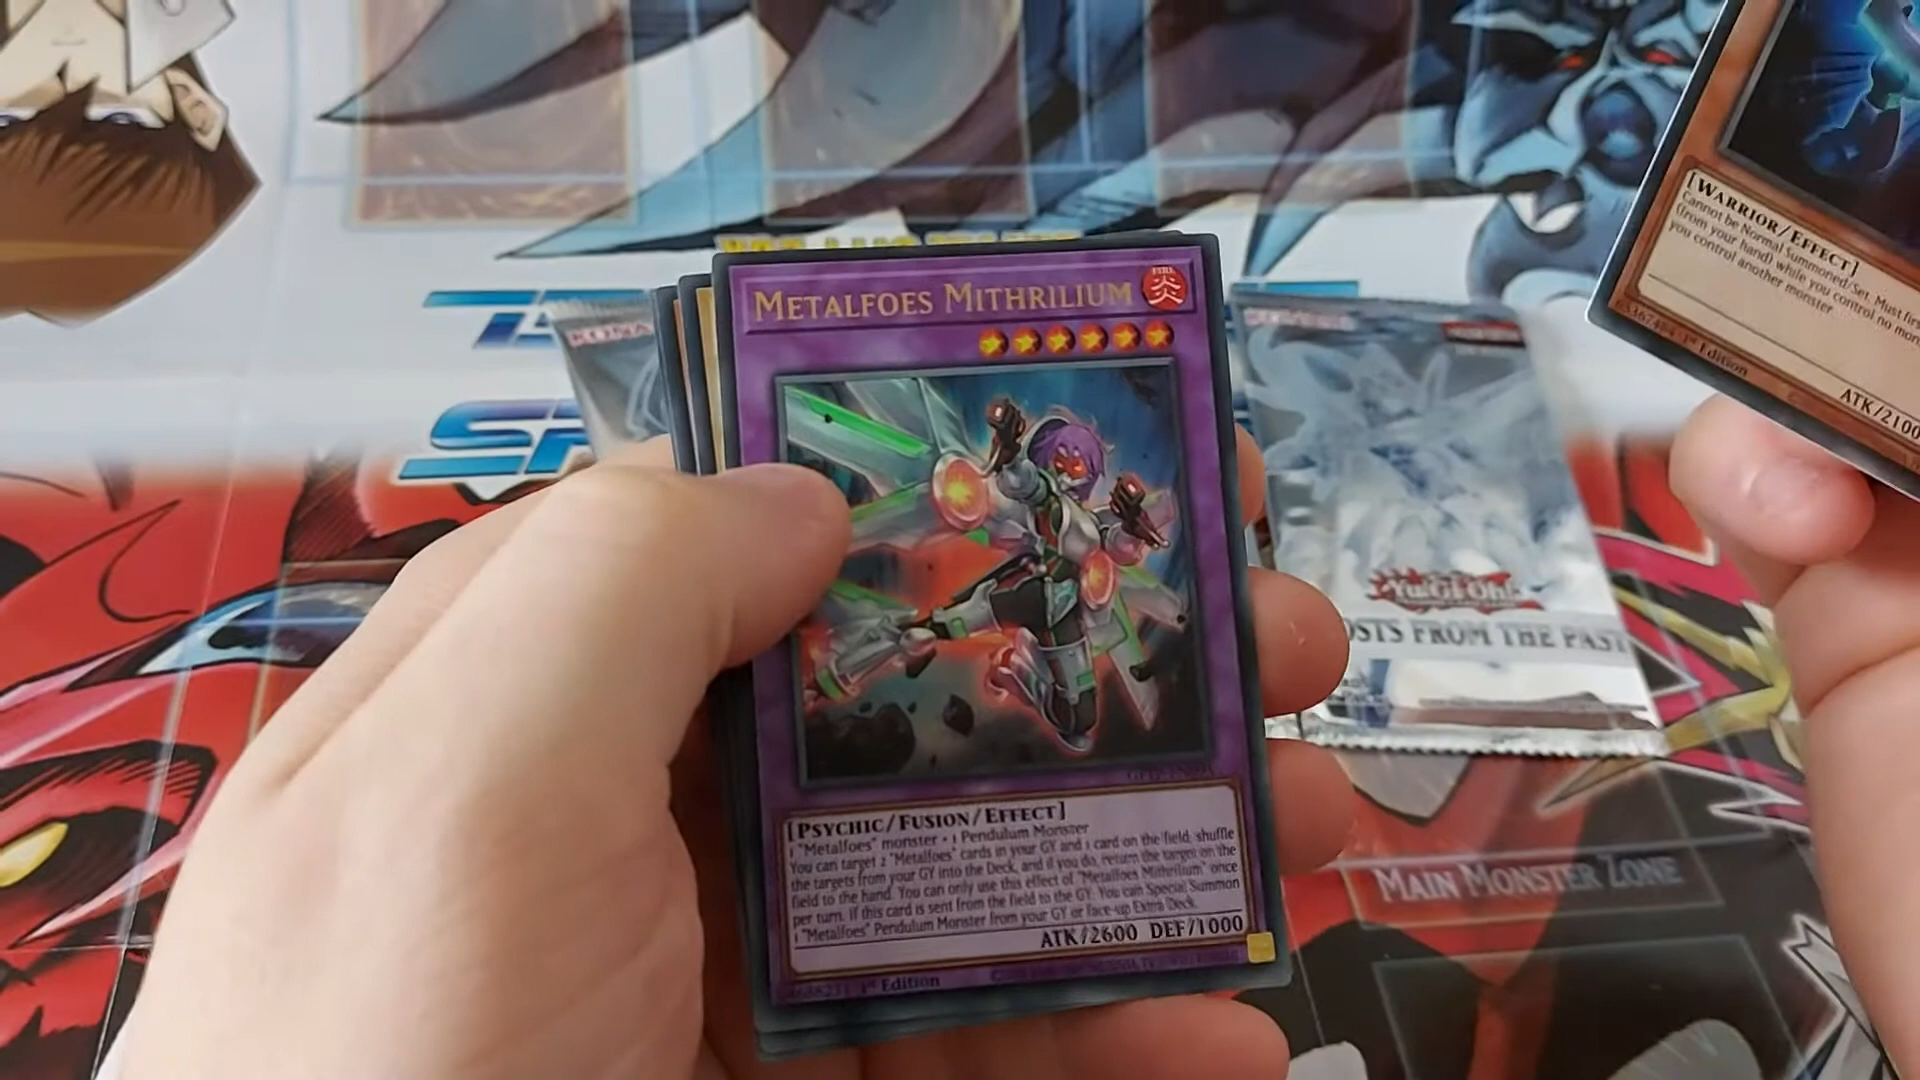 METALFOES MITHRILIUM
FIRE
炎
[PSYCHIC/FUSION/EFFECT]
1 "Metalfoes" monster + 1 Pendulum Monster
You can target 2 "Metalfoes" cards in your GY and 1 card on the field; shuffle
the targets from your GY into the Deck, and if you do, return the target on the
field to the hand. You can only use this effect of "Metalfoes Mithrilium" once
per turn. If this card is sent from the field to the GY: You can Special Summon
1 "Metalfoes" Pendulum Monster from your GY or face-up Extra Deck.
ATK/2600 DEF/1000
1st Edition
[WARRIOR/EFFECT]
Cannot be Normal Summoned/Set. Must first
(from your hand) while you control no mon
you control another monster
1st Edition
ATK/2100
Yu-Gi-Oh!
OSTS FROM THE PAST
MAIN MONSTER ZONE